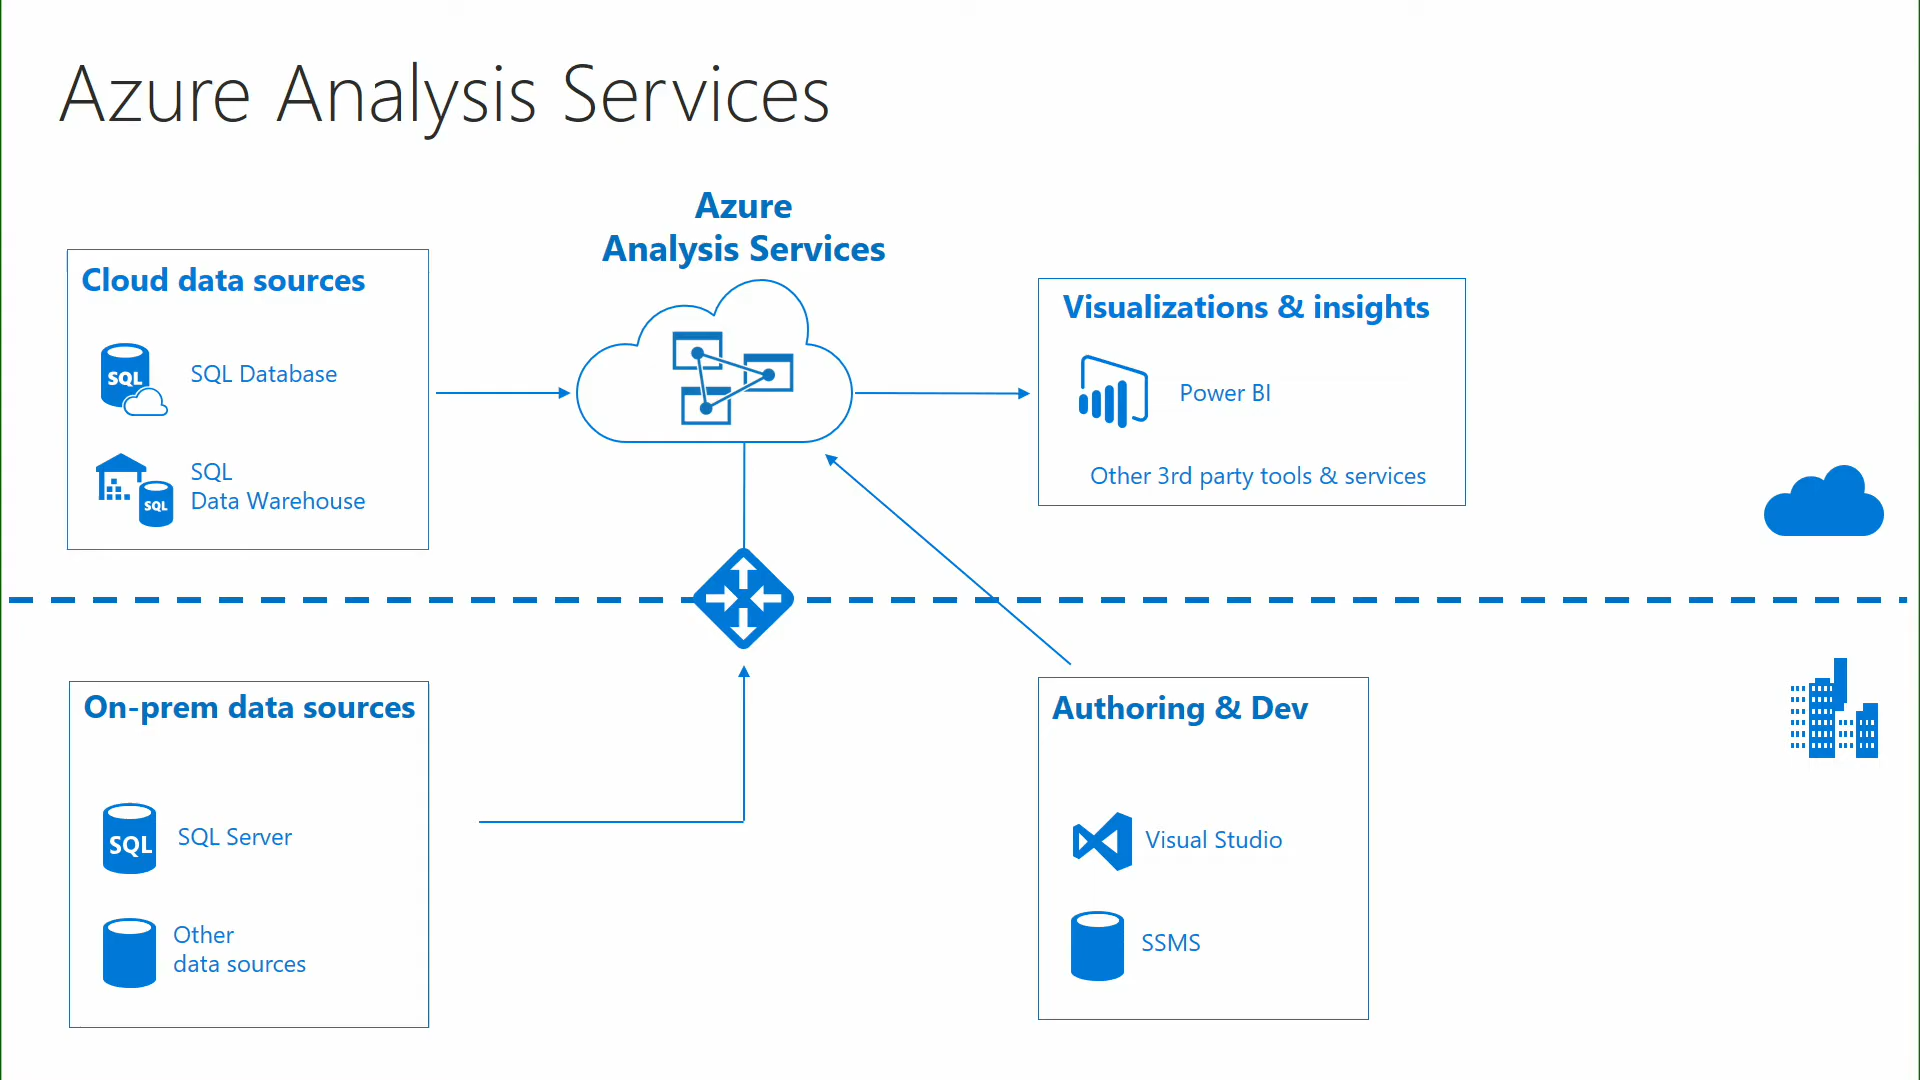 Azure Analysis Services
Azure
Analysis Services
Cloud data sources
SQL
SQL Database
SQL
Data Warehouse
SQL
Visualizations & insights
Power BI
Other 3rd party tools & services
On-prem data sources
SQL
SQL Server
Other
data sources
Authoring & Dev
Visual Studio
SSMS